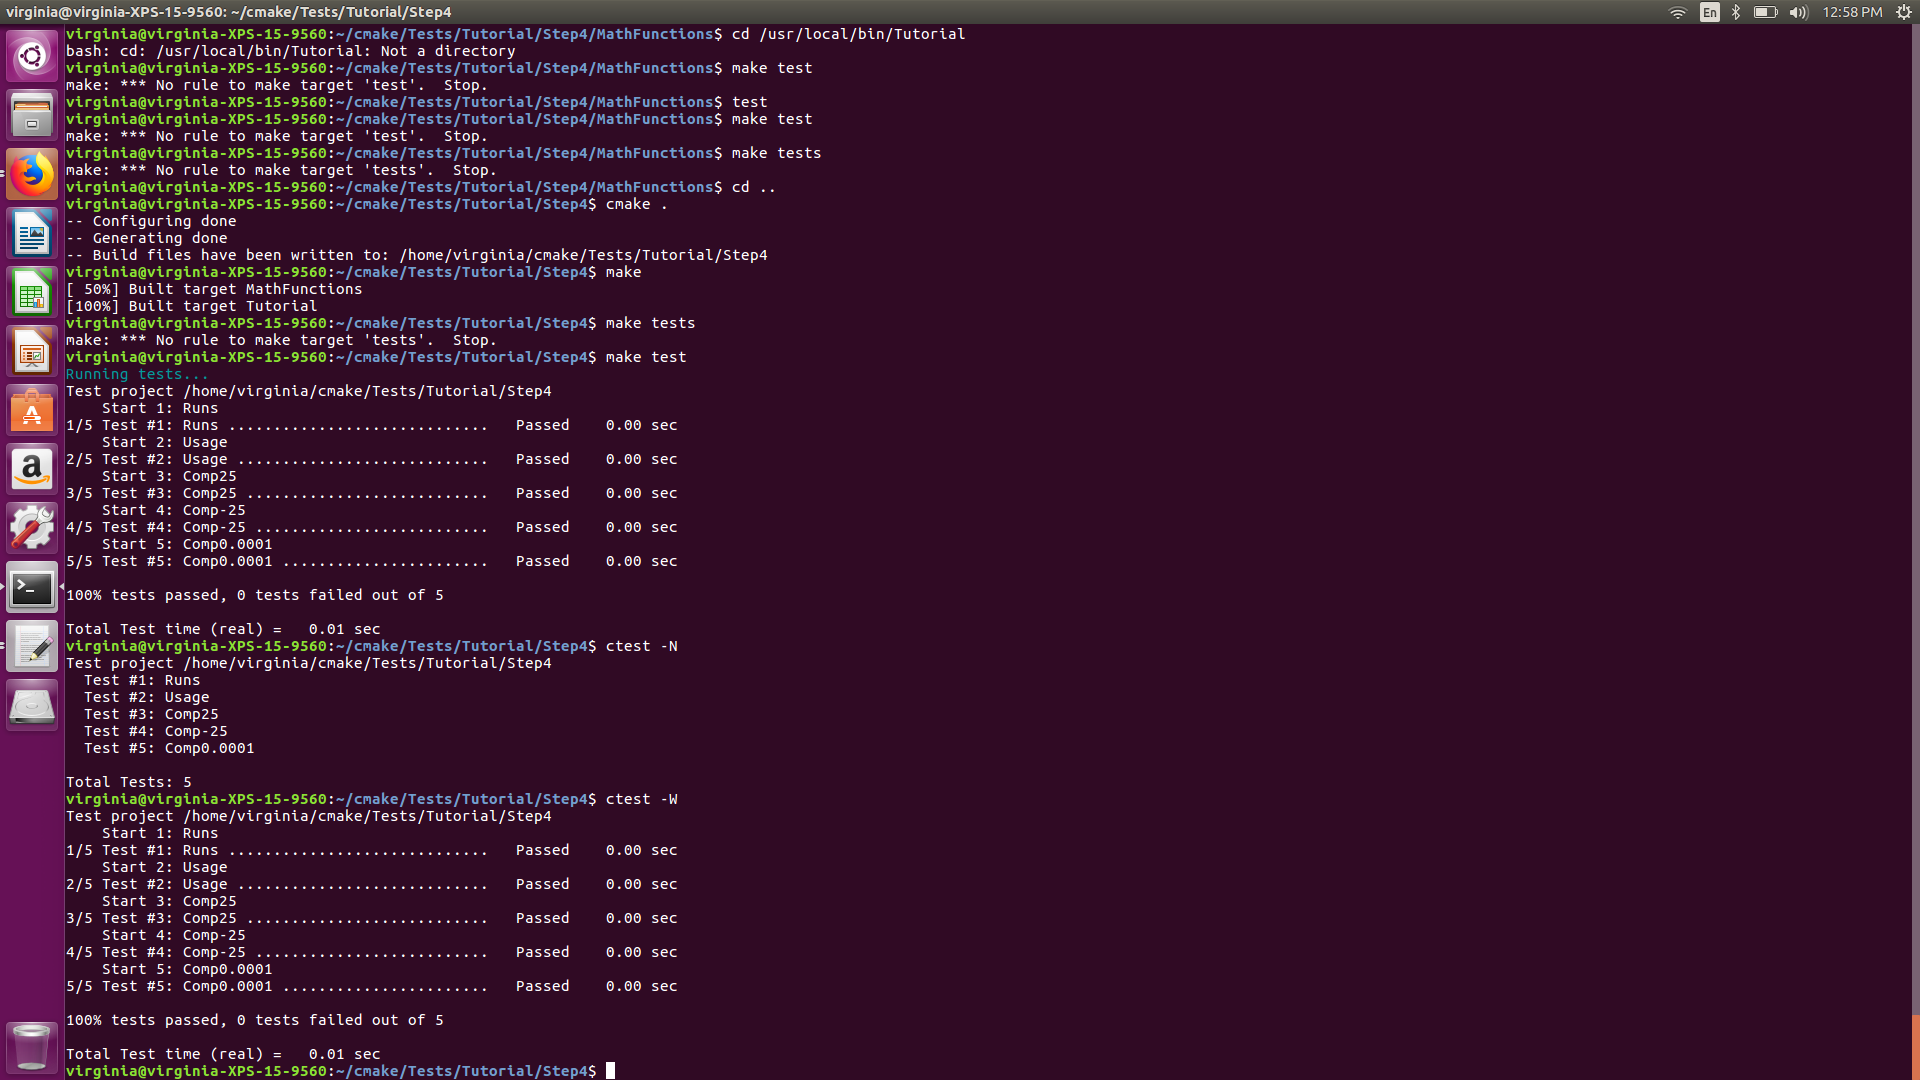 virginia@virginia-XPS-15-9560: ~/cmake/Tests/Tutorial/Step4
En
12:58 PM
virginia@virginia-XPS-15-9560:~/cmake/Tests/Tutorial/Step4/MathFunctions$ cd /usr/local/bin/Tutorial
bash: cd: /usr/local/bin/Tutorial: Not a directory
virginia@virginia-XPS-15-9560:~/cmake/Tests/Tutorial/Step4/MathFunctions$ make test
make: *** No rule to make target 'test'.  Stop.
virginia@virginia-XPS-15-9560:~/cmake/Tests/Tutorial/Step4/MathFunctions$ test
virginia@virginia-XPS-15-9560:~/cmake/Tests/Tutorial/Step4/MathFunctions$ make test
make: *** No rule to make target 'test'.  Stop.
virginia@virginia-XPS-15-9560:~/cmake/Tests/Tutorial/Step4/MathFunctions$ make tests
make: *** No rule to make target 'tests'.  Stop.
virginia@virginia-XPS-15-9560:~/cmake/Tests/Tutorial/Step4/MathFunctions$ cd ..
virginia@virginia-XPS-15-9560:~/cmake/Tests/Tutorial/Step4$ cmake .
-- Configuring done
-- Generating done
-- Build files have been written to: /home/virginia/cmake/Tests/Tutorial/Step4
virginia@virginia-XPS-15-9560:~/cmake/Tests/Tutorial/Step4$ make
[ 50%] Built target MathFunctions
[100%] Built target Tutorial
virginia@virginia-XPS-15-9560:~/cmake/Tests/Tutorial/Step4$ make tests
make: *** No rule to make target 'tests'.  Stop.
virginia@virginia-XPS-15-9560:~/cmake/Tests/Tutorial/Step4$ make test
Running tests...
Test project /home/virginia/cmake/Tests/Tutorial/Step4
    Start 1: Runs
1/5 Test #1: Runs .............................   Passed    0.00 sec
    Start 2: Usage
2/5 Test #2: Usage ............................   Passed    0.00 sec
    Start 3: Comp25
3/5 Test #3: Comp25 ...........................   Passed    0.00 sec
    Start 4: Comp-25
4/5 Test #4: Comp-25 ..........................   Passed    0.00 sec
    Start 5: Comp0.0001
5/5 Test #5: Comp0.0001 .......................   Passed    0.00 sec
100% tests passed, 0 tests failed out of 5
Total Test time (real) =   0.01 sec
virginia@virginia-XPS-15-9560:~/cmake/Tests/Tutorial/Step4$ ctest -N
Test project /home/virginia/cmake/Tests/Tutorial/Step4
  Test #1: Runs
  Test #2: Usage
  Test #3: Comp25
  Test #4: Comp-25
  Test #5: Comp0.0001
Total Tests: 5
virginia@virginia-XPS-15-9560:~/cmake/Tests/Tutorial/Step4$ ctest -W
Test project /home/virginia/cmake/Tests/Tutorial/Step4
    Start 1: Runs
1/5 Test #1: Runs .............................   Passed    0.00 sec
    Start 2: Usage
2/5 Test #2: Usage ............................   Passed    0.00 sec
    Start 3: Comp25
3/5 Test #3: Comp25 ...........................   Passed    0.00 sec
    Start 4: Comp-25
4/5 Test #4: Comp-25 ..........................   Passed    0.00 sec
    Start 5: Comp0.0001
5/5 Test #5: Comp0.0001 .......................   Passed    0.00 sec
100% tests passed, 0 tests failed out of 5
Total Test time (real) =   0.01 sec
virginia@virginia-XPS-15-9560:~/cmake/Tests/Tutorial/Step4$